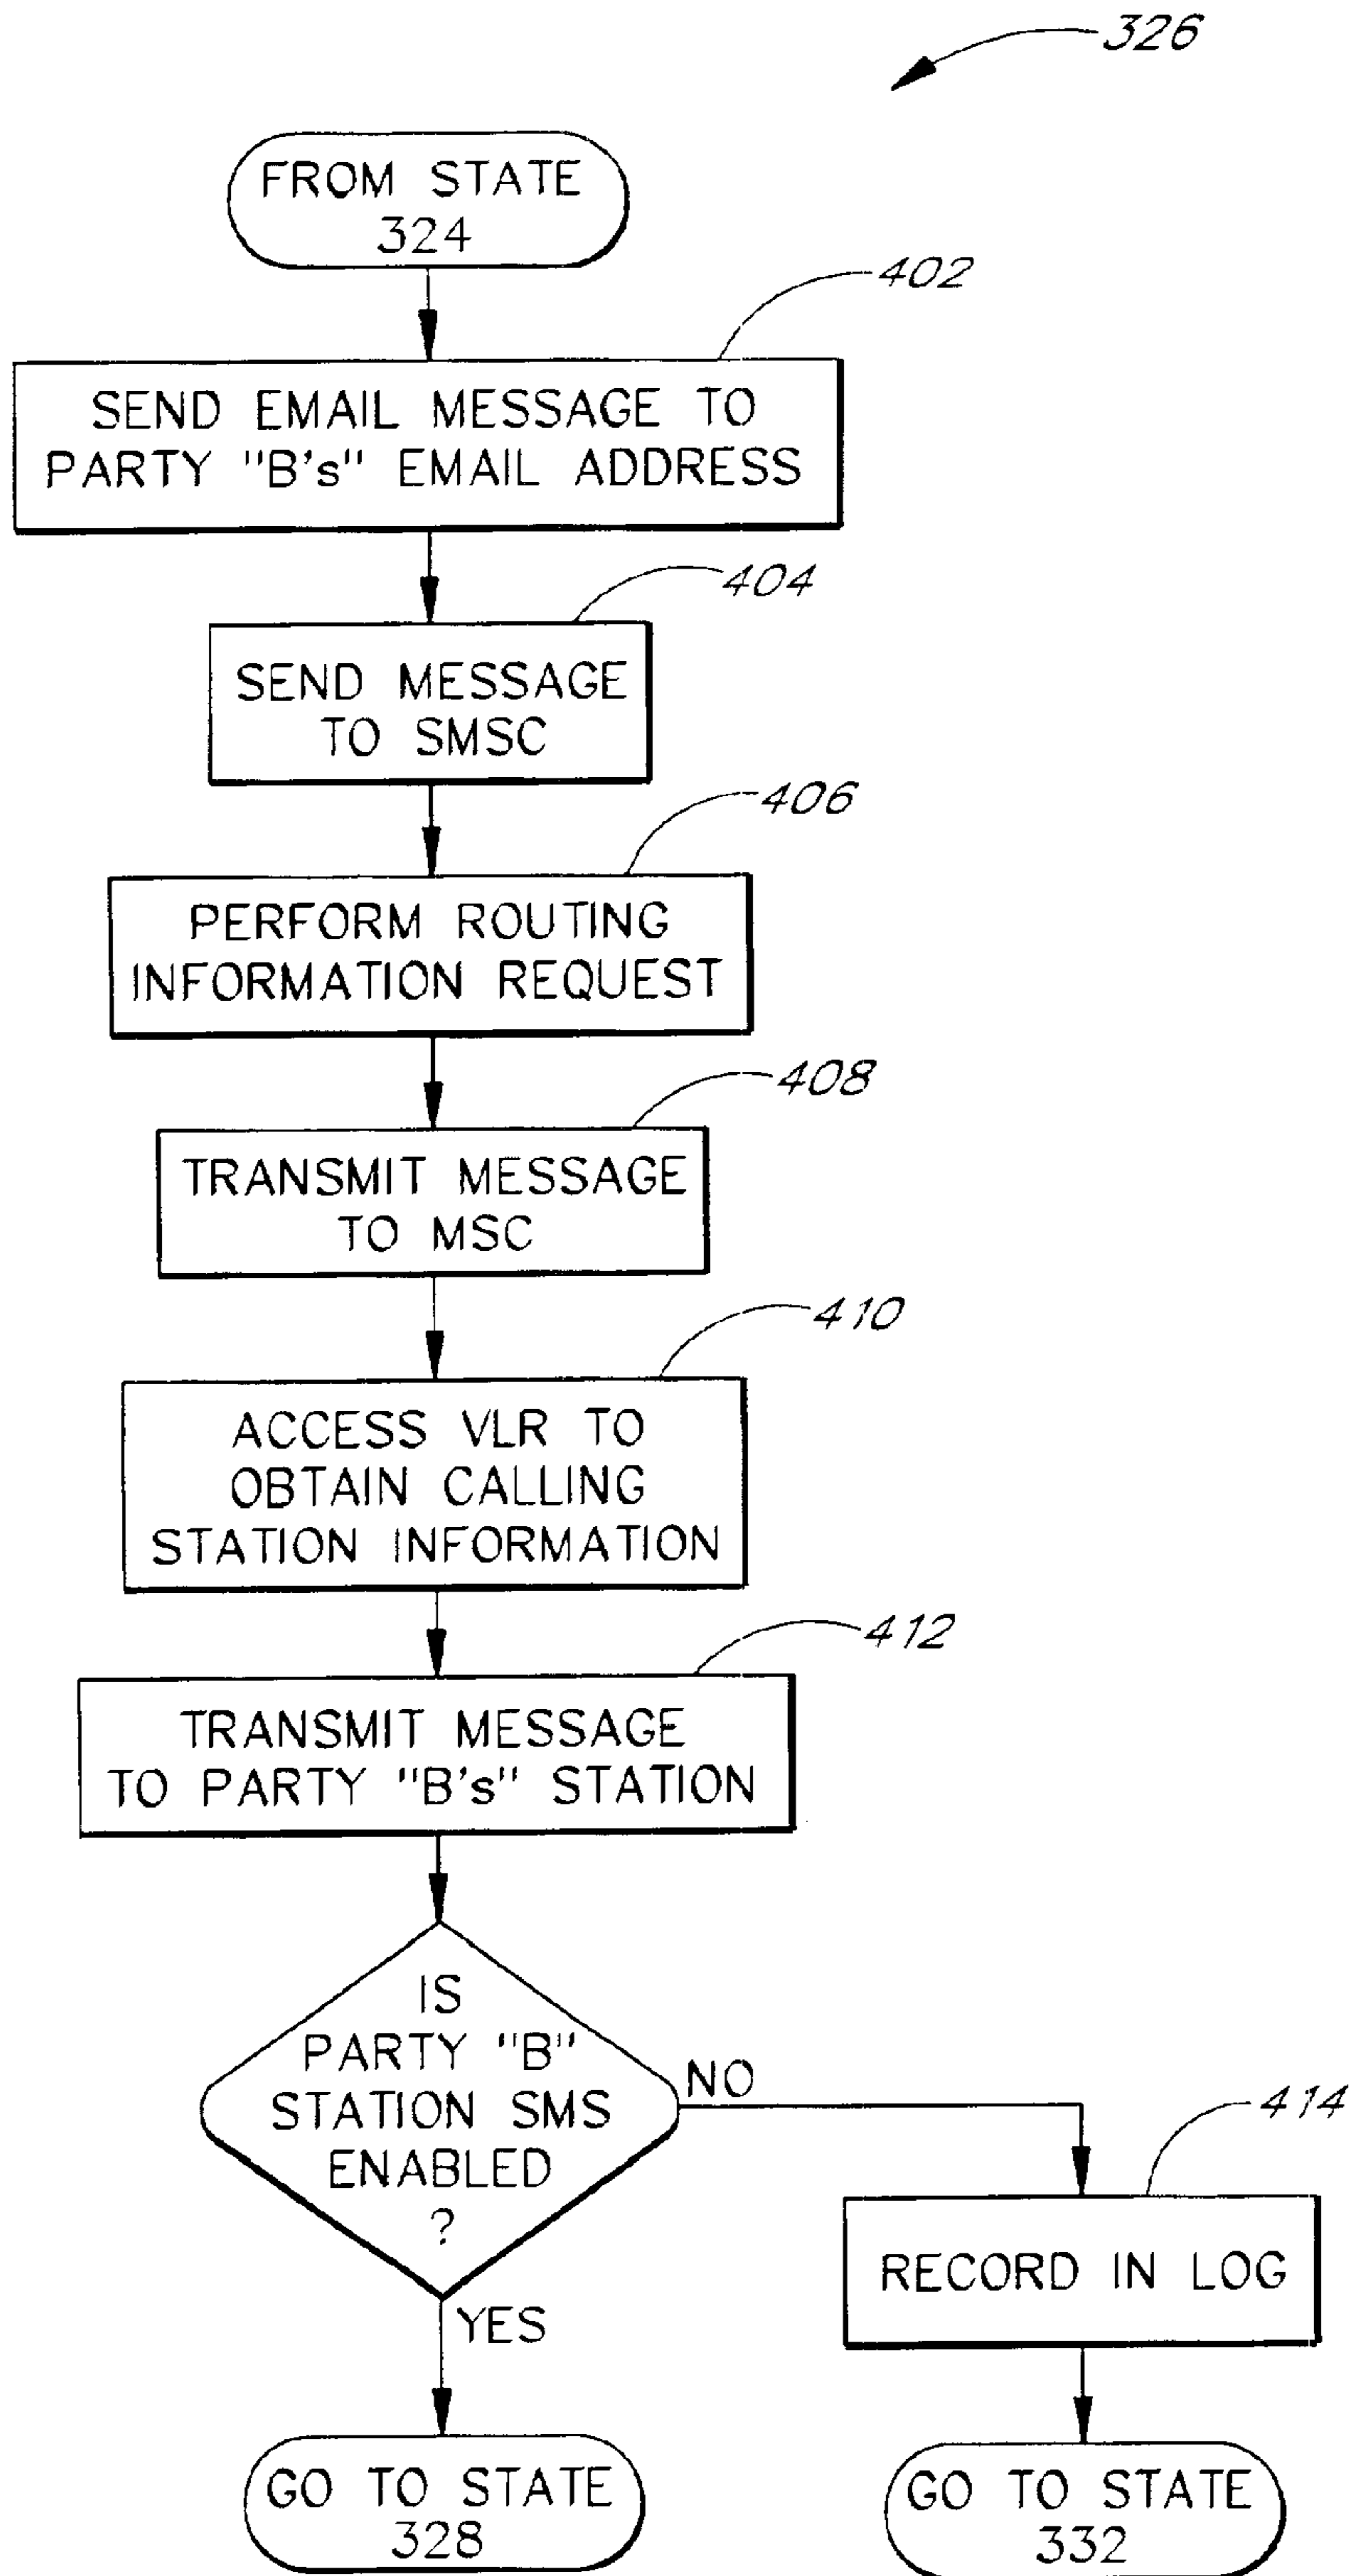 326
FROM STATE
324
402
SEND EMAIL MESSAGE TO
PARTY "B's" EMAIL ADDRESS
404
SEND MESSAGE
TO SMSC
406
PERFORM ROUTING
INFORMATION REQUEST
408
TRANSMIT MESSAGE
TO MSC
410
ACCESS VLR TO
OBTAIN CALLING
STATION INFORMATION
412
TRANSMIT MESSAGE
TO PARTY "B's" STATION
IS
PARTY "B"
STATION SMS
ENABLED
?
NO
414
RECORD IN LOG
YES
GO TO STATE
328
GO TO STATE
332